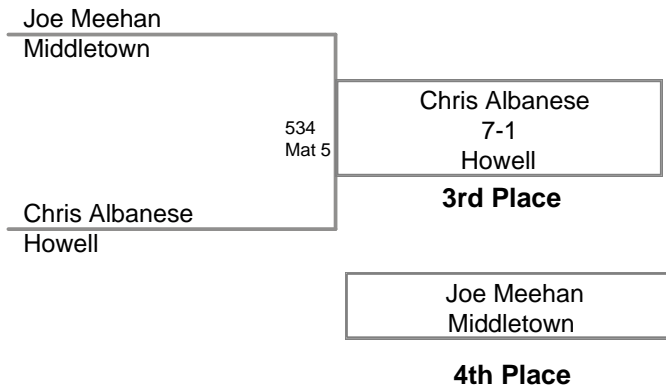 Joe Meehan
Middletown
534
Mat 5
Chris Albanese
7-1
Howell
3rd Place
Chris Albanese
Howell
Joe Meehan
Middletown
4th Place